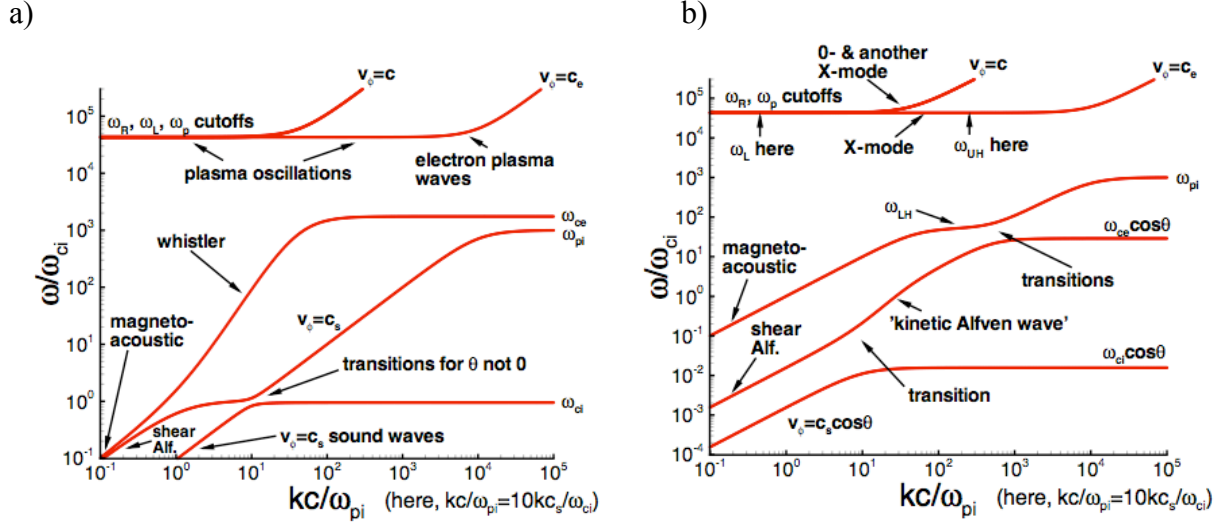 a)
b)
v_ϕ=c
v_ϕ=c_e
10^5
ω_R, ω_L, ω_p cutoffs
10^4
plasma oscillations
electron plasma
waves
10^3
ω_ce
ω_pi
whistler
10^2
ω/ω_ci
10^1
magneto-
acoustic
v_ϕ=c_s
transitions for θ not 0
10^0
ω_ci
shear
Alf.
v_ϕ=c_s sound waves
10^-1
10^-1 10^0 10^1 10^2 10^3 10^4 10^5
kc/ω_pi (here, kc/ω_pi=10kc_s/ω_ci)
0- & another
X-mode
v_ϕ=c
v_ϕ=c_e
10^5
ω_R, ω_p cutoffs
10^4
ω_L here
X-mode
ω_UH here
10^3
ω_pi
10^2
ω_LH
ω_ce cosθ
magneto-
acoustic
10^1
transitions
ω/ω_ci
10^0
'kinetic Alfven wave'
10^-1
shear
Alf.
ω_ci cosθ
10^-2
transition
10^-3
v_ϕ=c_s cosθ
10^-4
10^-1 10^0 10^1 10^2 10^3 10^4 10^5
kc/ω_pi (here, kc/ω_pi=10kc_s/ω_ci)